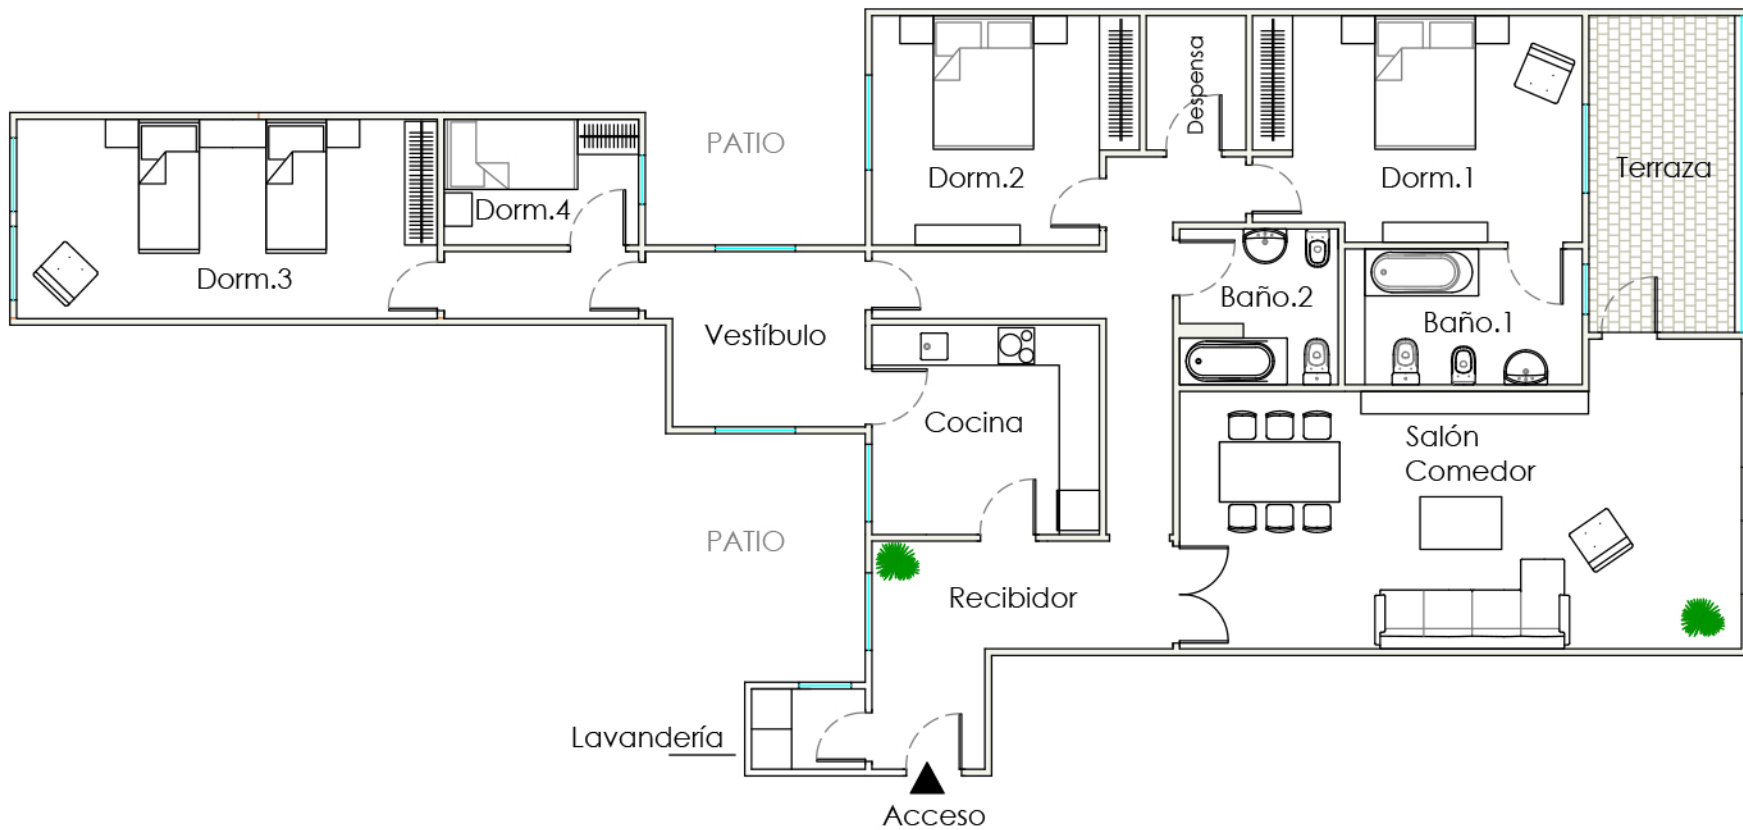 Despensa
PATIO
Dorm.2
Dorm.1
Terraza
Dorm.4
Dorm.3
Baño.2
Baño.1
Vestíbulo
Cocina
Salón
Comedor
PATIO
Recibidor
Lavandería
Acceso